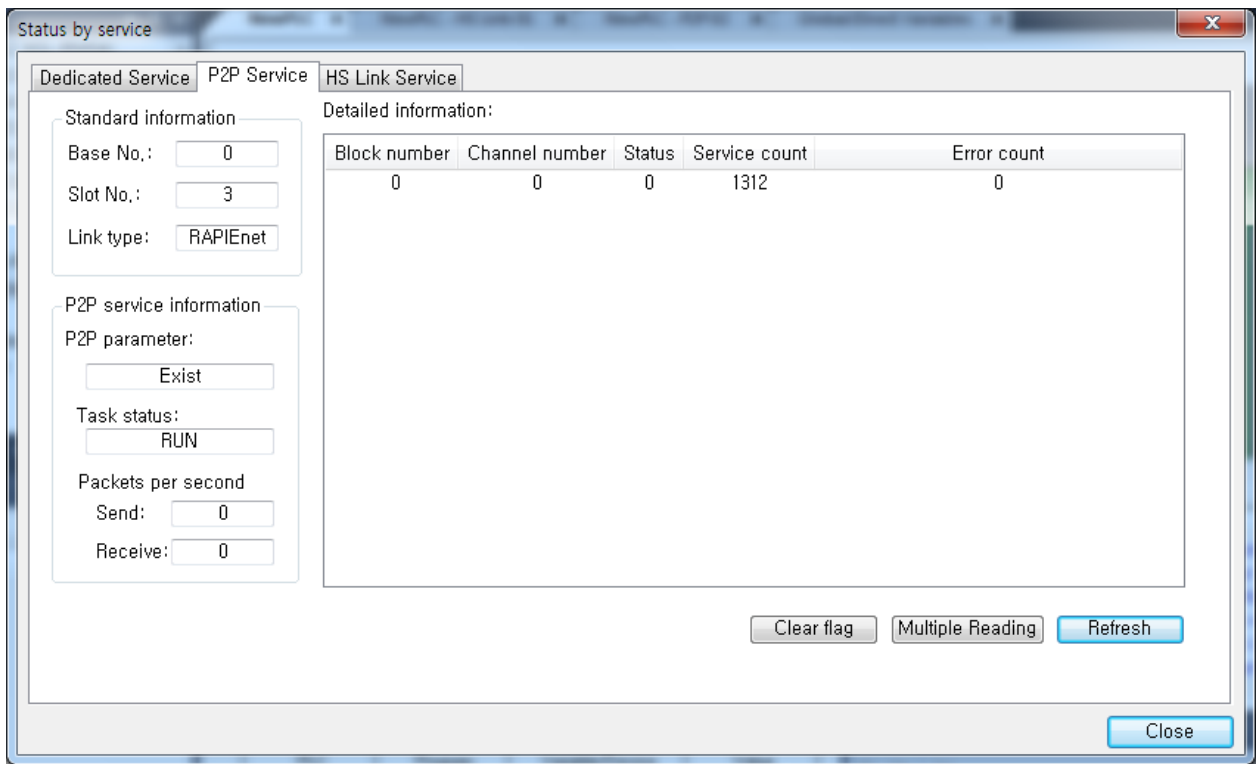 Status by service
Dedicated Service P2P Service HS Link Service
Standard information
Base No.: 0
Slot No.: 3
Link type: RAPIEnet
P2P service information
P2P parameter:
Exist
Task status:
RUN
Packets per second
Send: 0
Receive: 0
Detailed information:
Block number Channel number Status Service count Error count
0 0 0 1312 0
Clear flag Multiple Reading Refresh
Close